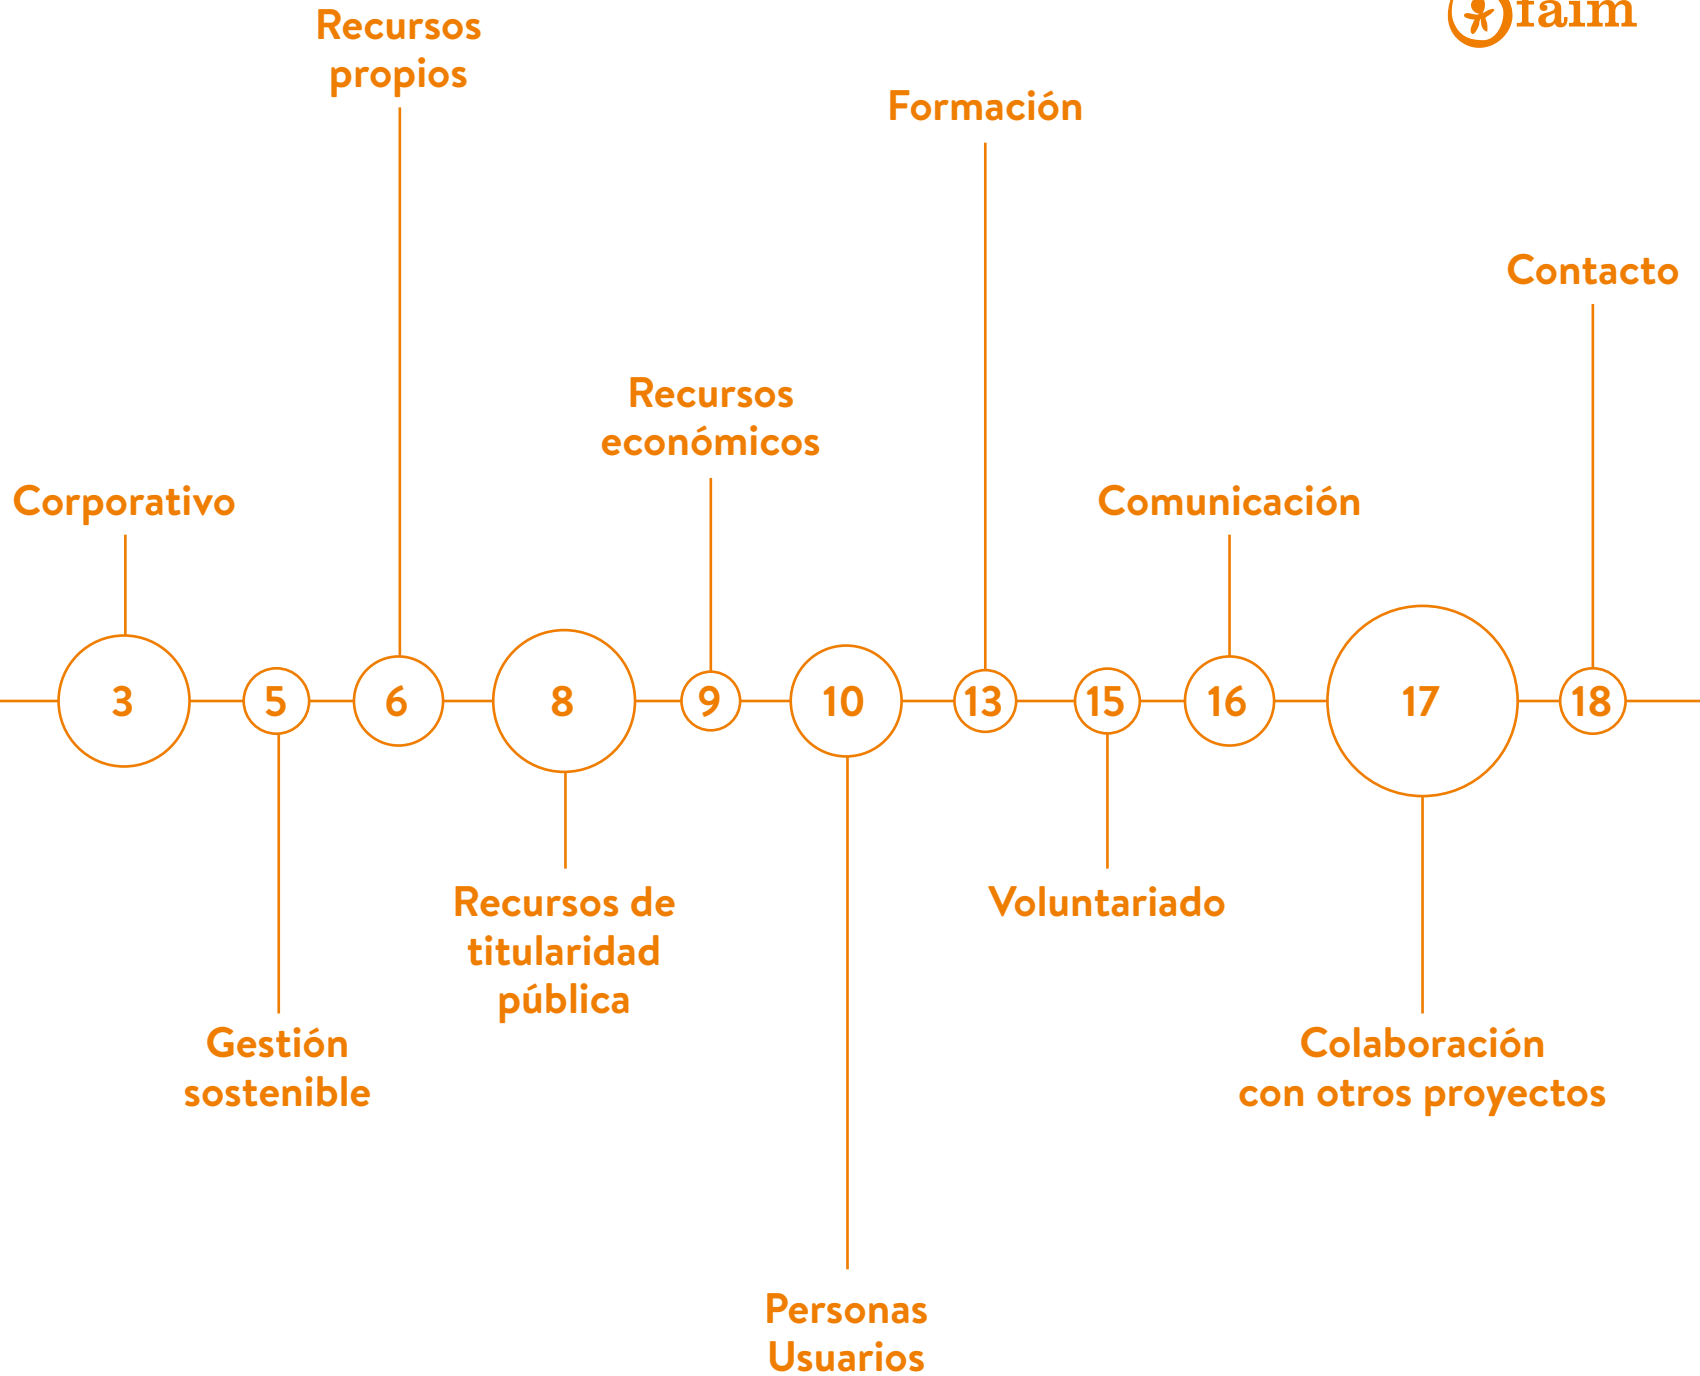 faim
Recursos
propios
Formación
Contacto
Recursos
económicos
Corporativo
Comunicación
3
5
6
8
9
10
13
15
16
17
18
Recursos de
titularidad
pública
Voluntariado
Gestión
sostenible
Colaboración
con otros proyectos
Personas
Usuarios